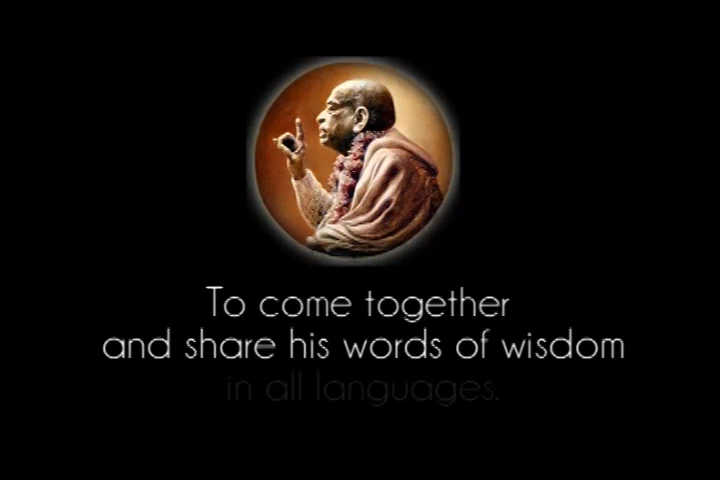 To come together
and share his words of wisdom
in all languages.